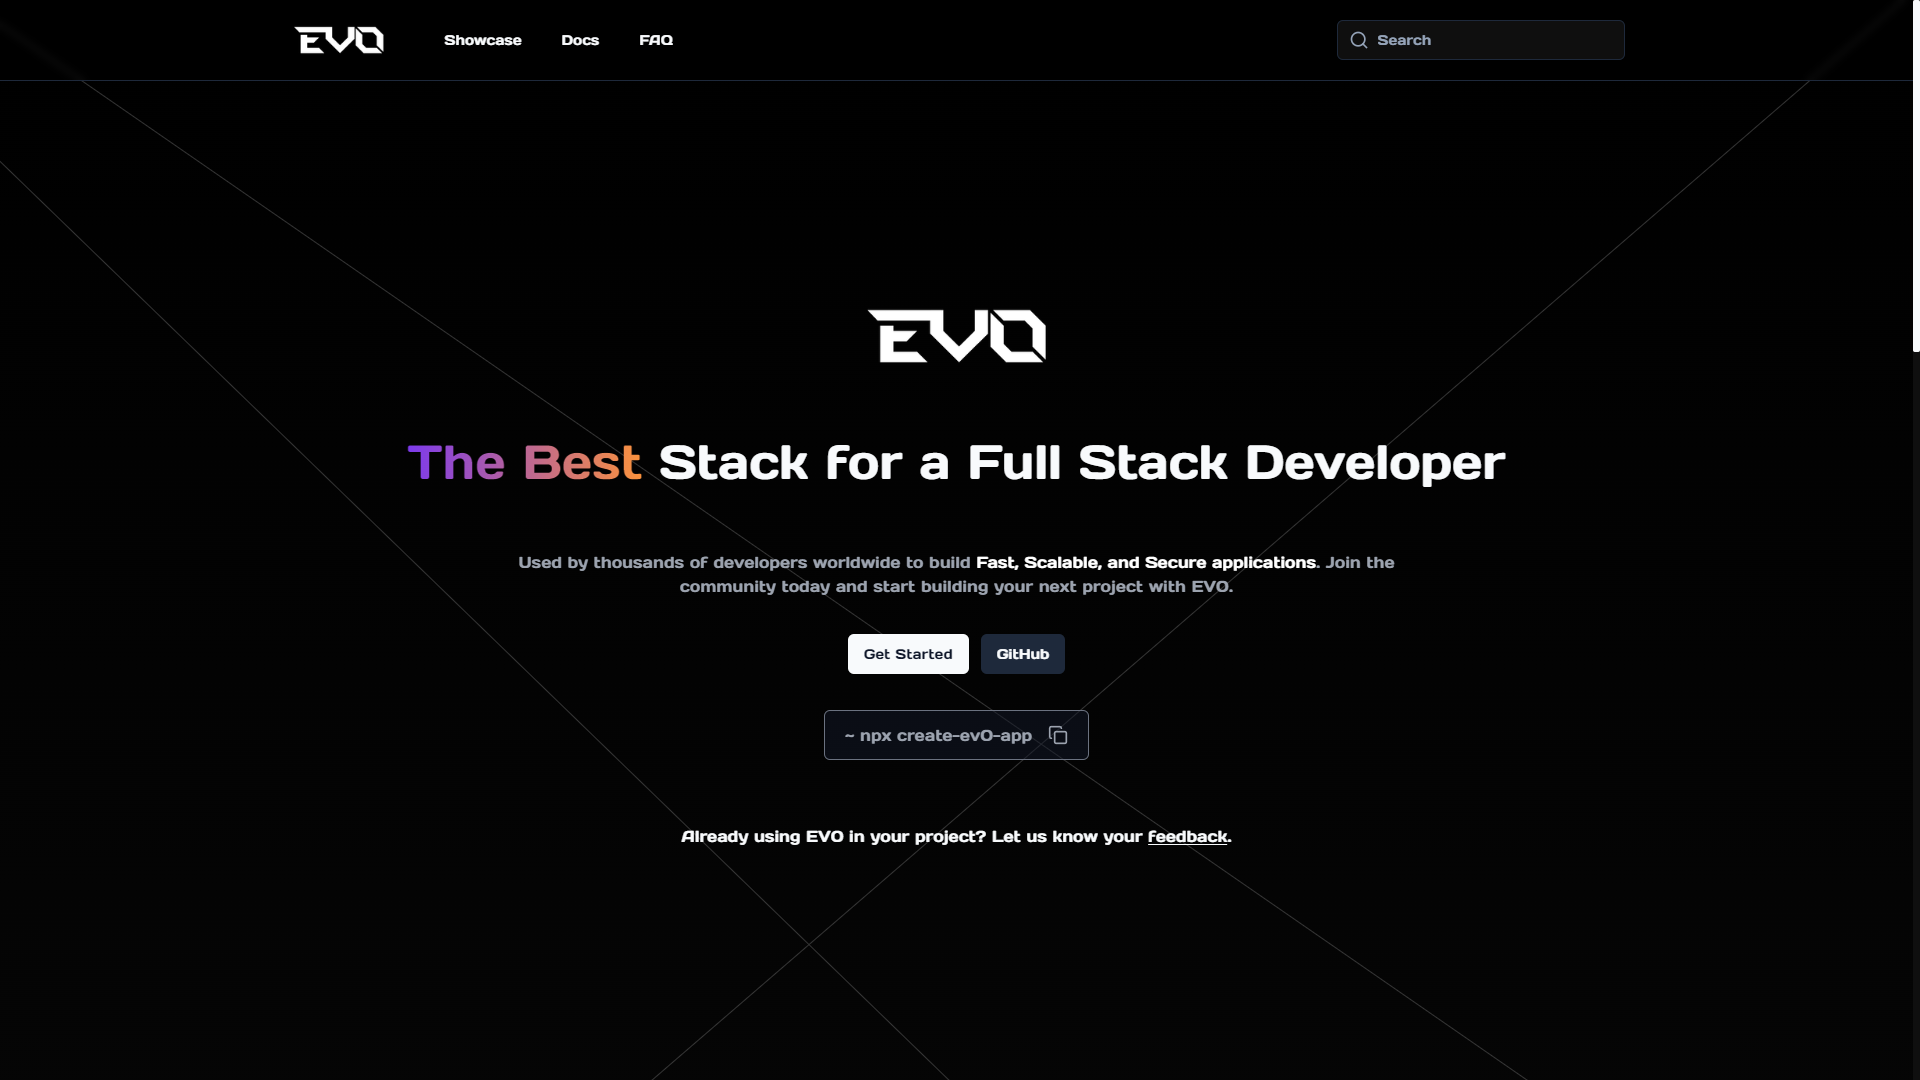 EVO
Showcase
Docs
FAQ
Search
EVO
The Best Stack for a Full Stack Developer
Used by thousands of developers worldwide to build Fast, Scalable, and Secure applications. Join the
community today and start building your next project with EVO.
Get Started
GitHub
~ npx create-ev0-app
Already using EVO in your project? Let us know your feedback.